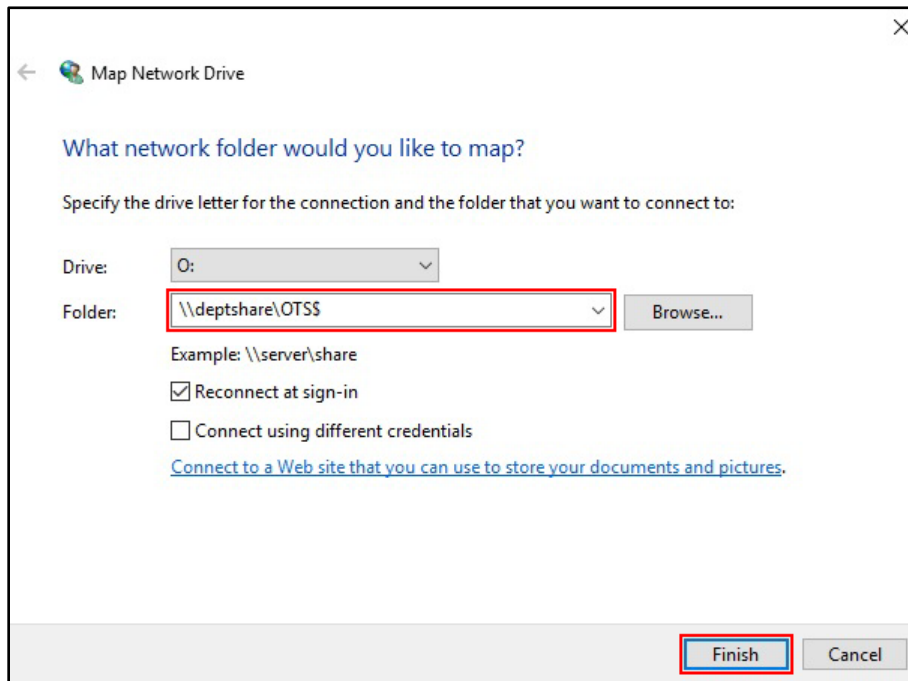 Map Network Drive
What network folder would you like to map?
Specify the drive letter for the connection and the folder that you want to connect to:
Drive: O:
Folder: \\deptshare\OTS$ Browse...
Example: \\server\share
Reconnect at sign-in
Connect using different credentials
Connect to a Web site that you can use to store your documents and pictures.
Finish Cancel